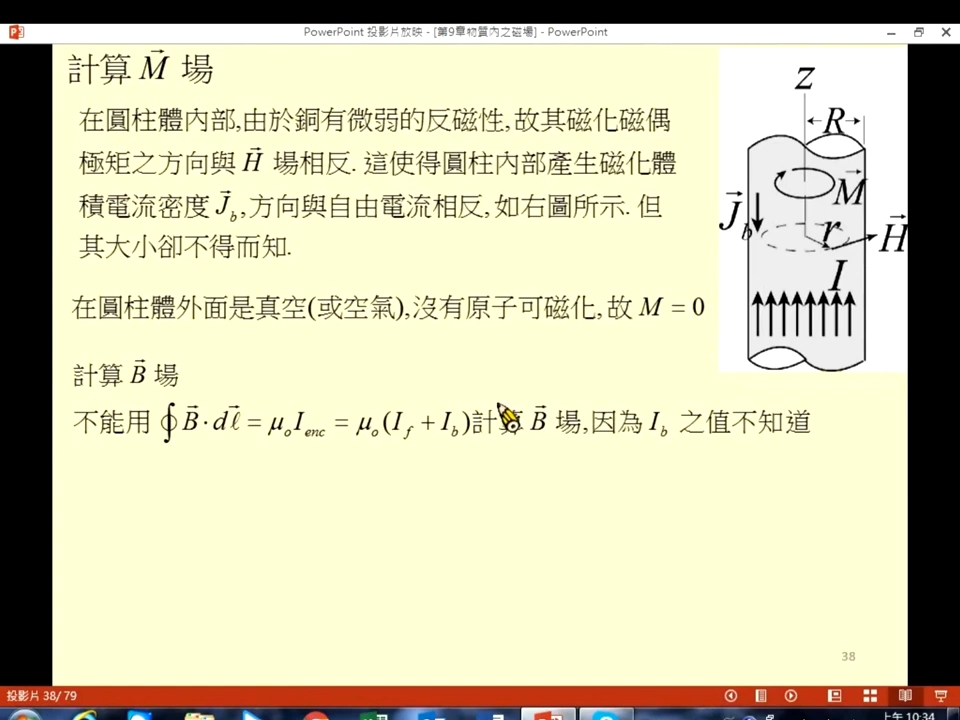 PowerPoint 投影片放映 - [第9章物質內之磁場] - PowerPoint
計算 M⃗ 場
在圓柱體內部,由於銅有微弱的反磁性,故其磁化磁偶
極矩之方向與 H⃗ 場相反. 這使得圓柱內部產生磁化體
積電流密度 J⃗_b,方向與自由電流相反,如右圖所示. 但
其大小卻不得而知.
在圓柱體外面是真空(或空氣),沒有原子可磁化,故 M = 0
計算 B⃗ 場
不能用 ∮ B⃗ · dℓ⃗ = μ_o I_enc = μ_o (I_f + I_b)計算 B⃗ 場,因為 I_b 之值不知道
z
R
M⃗
J⃗_b
r
H⃗
I
38
投影片 38/79
上午 10:34